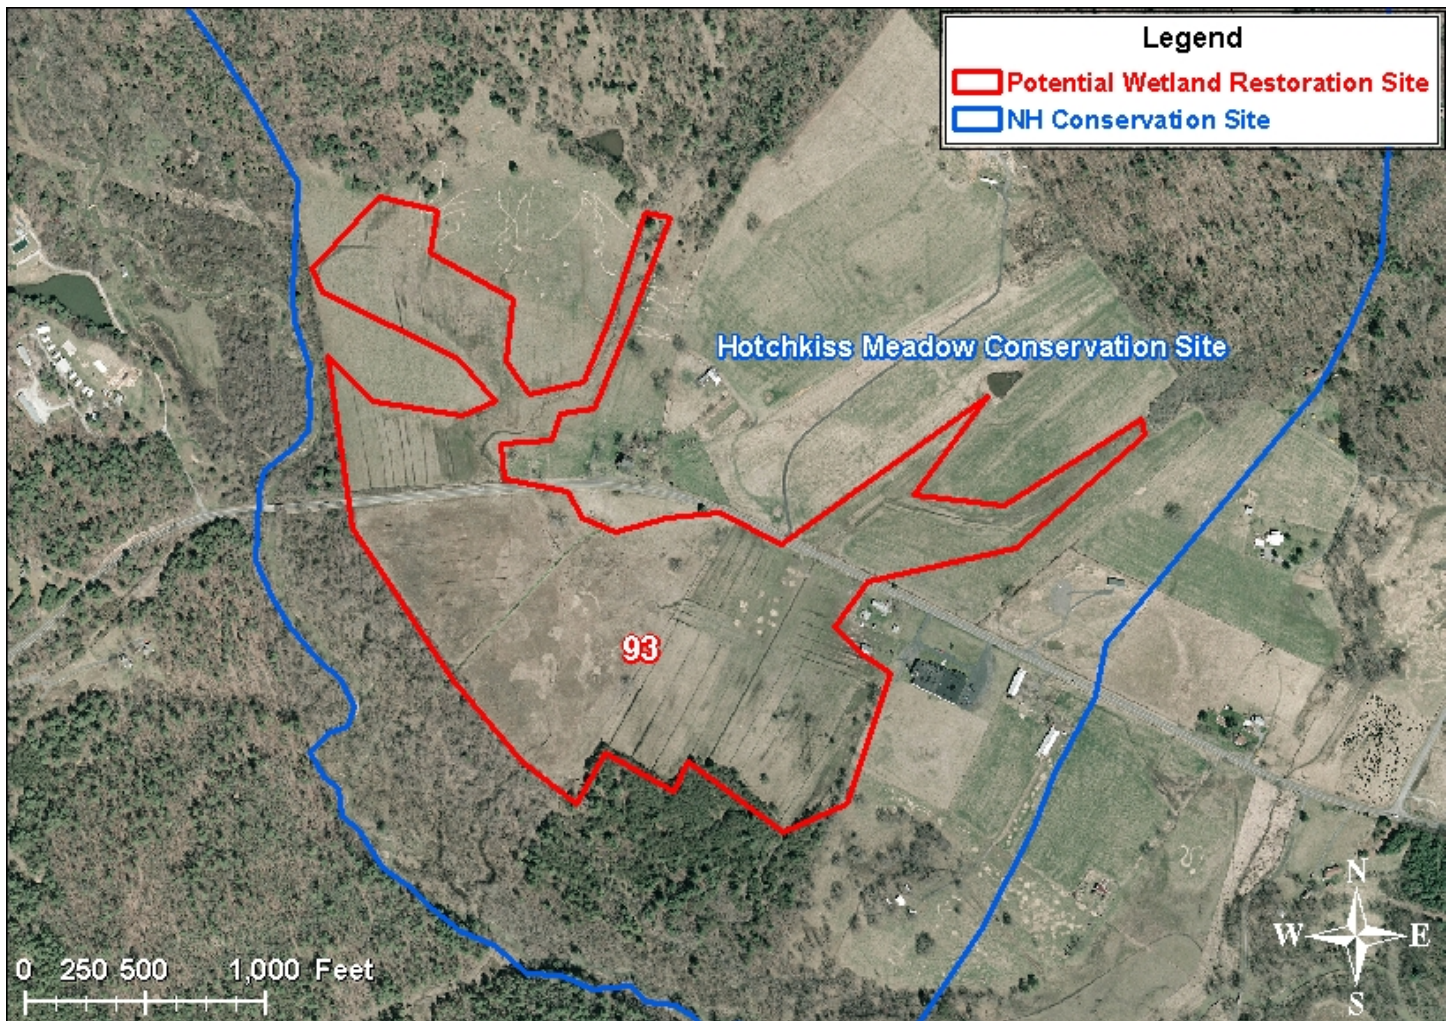 Legend
Potential Wetland Restoration Site
NH Conservation Site
Hotchkiss Meadow Conservation Site
93
0 250 500 1,000 Feet
N
W E
S